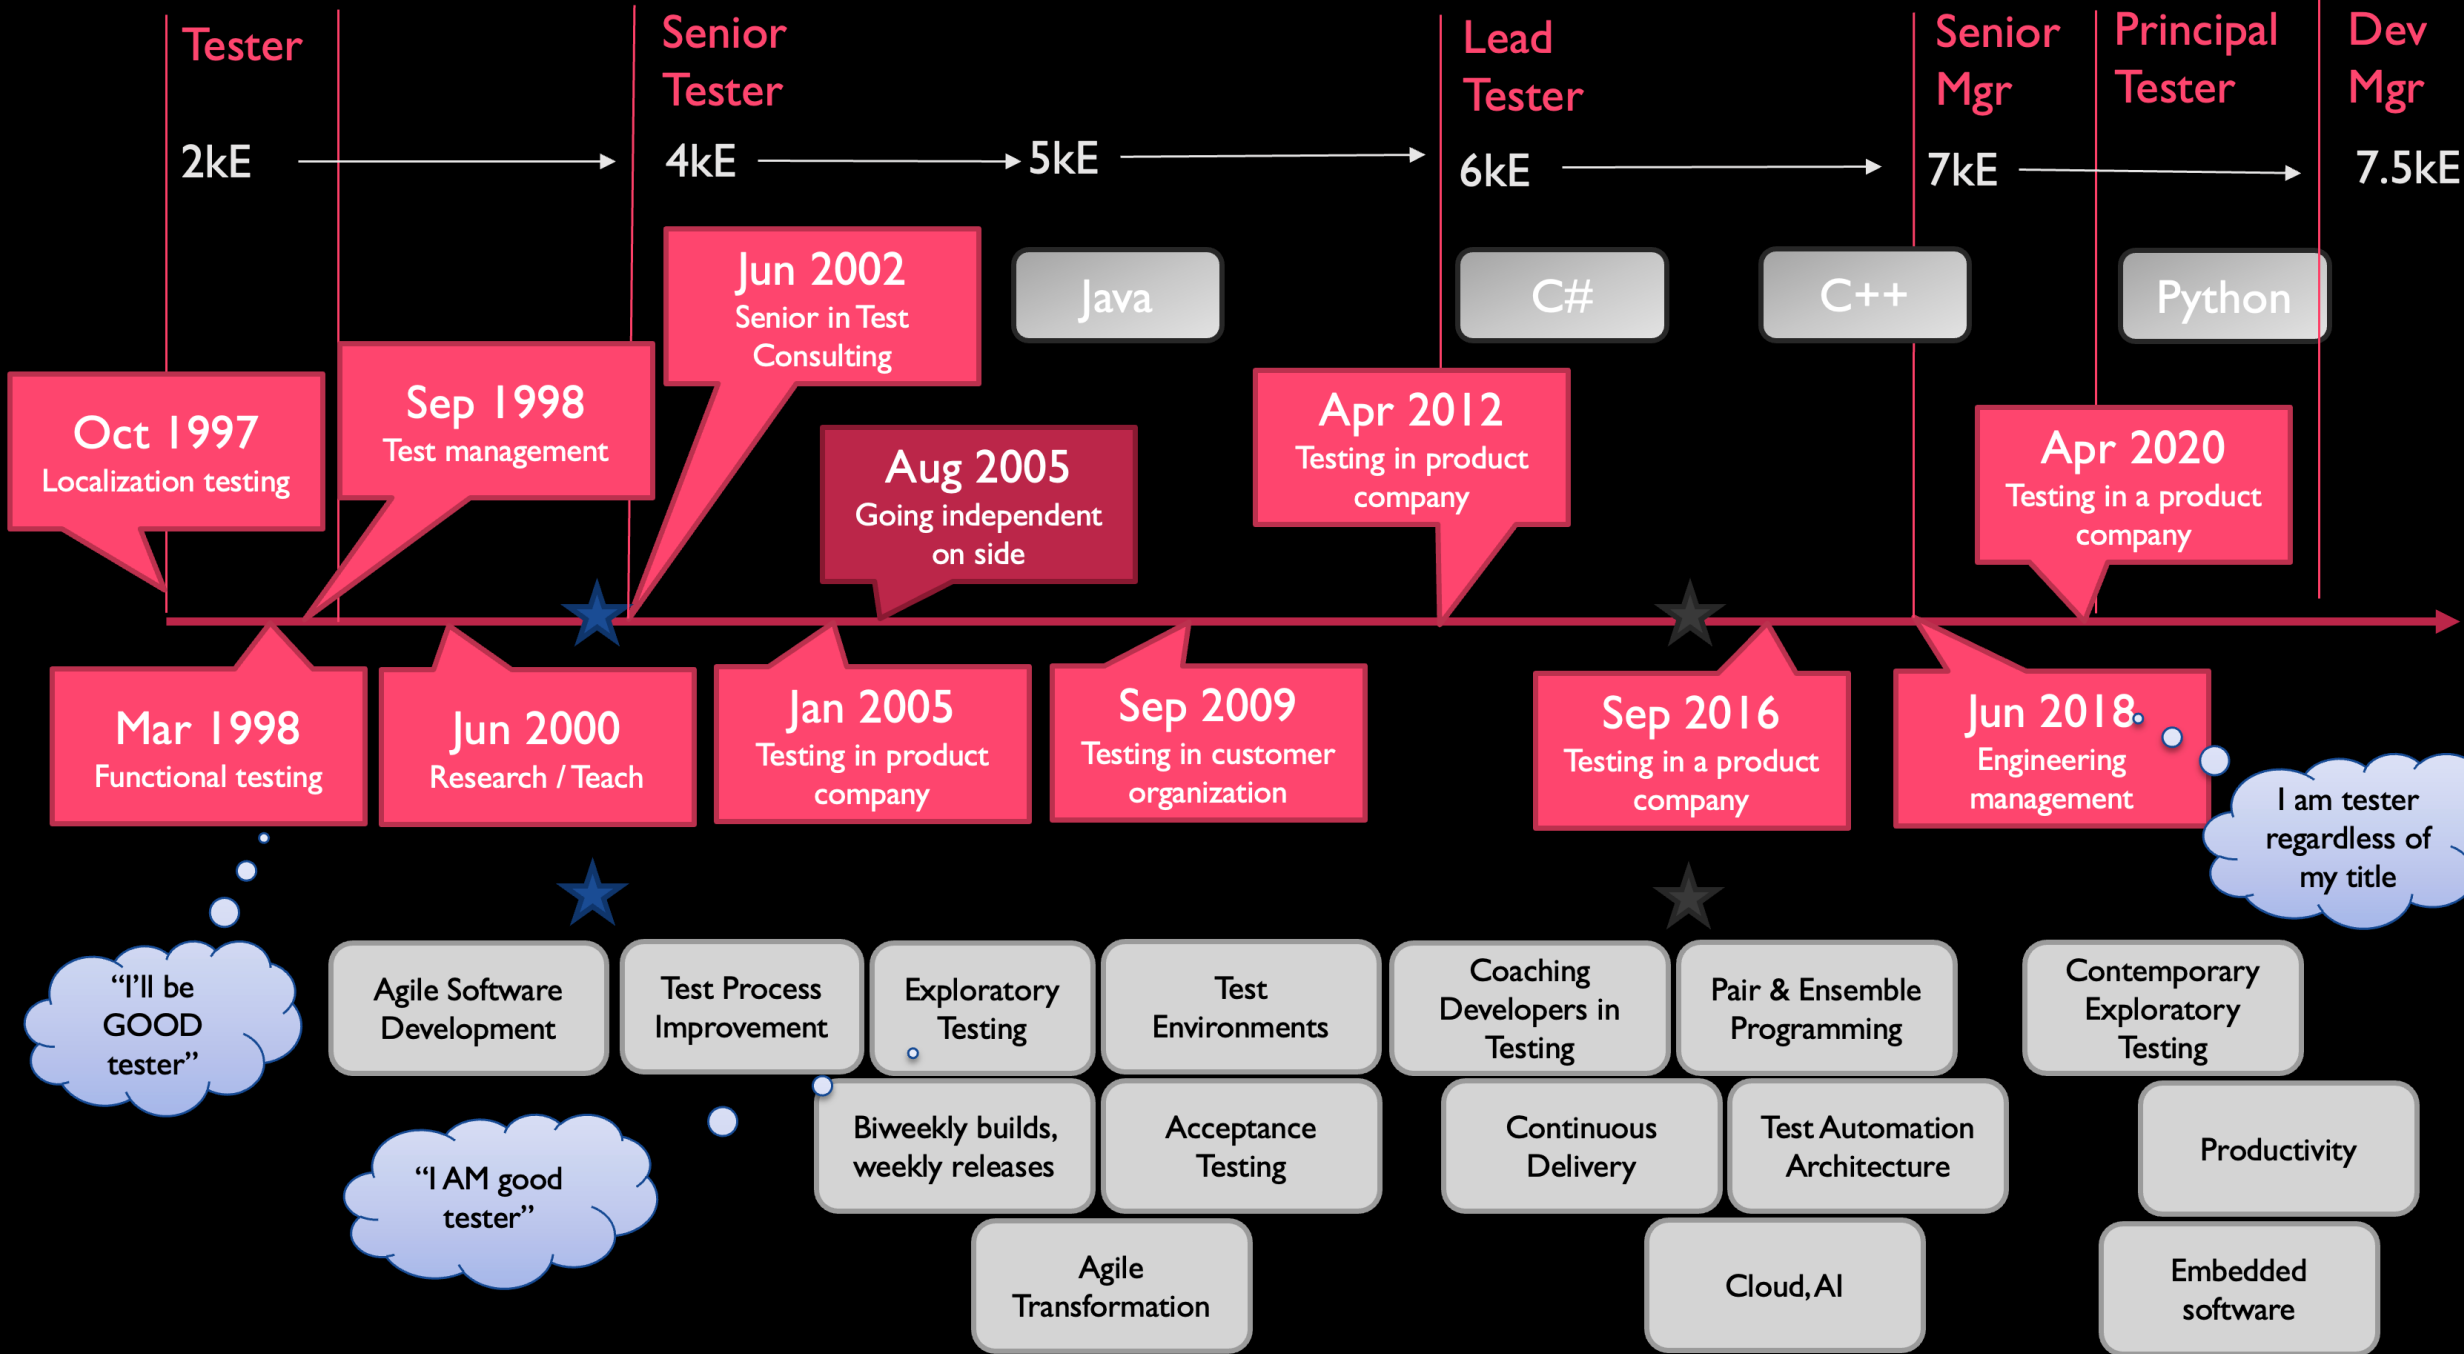 Tester
Senior
Tester
Lead
Tester
Senior
Mgr
Principal
Tester
Dev
Mgr
2kE
4kE
5kE
6kE
7kE
7.5kE
Jun 2002
Senior in Test
Consulting
Java
C#
C++
Python
Oct 1997
Localization testing
Sep 1998
Test management
Aug 2005
Going independent
on side
Apr 2012
Testing in product
company
Apr 2020
Testing in a product
company
Mar 1998
Functional testing
Jun 2000
Research / Teach
Jan 2005
Testing in product
company
Sep 2009
Testing in customer
organization
Sep 2016
Testing in a product
company
Jun 2018
Engineering
management
I am tester
regardless of
my title
“I’ll be
GOOD
tester”
Agile Software
Development
Test Process
Improvement
Exploratory
Testing
Test
Environments
Coaching
Developers in
Testing
Pair & Ensemble
Programming
Contemporary
Exploratory
Testing
“I AM good
tester”
Biweekly builds,
weekly releases
Acceptance
Testing
Continuous
Delivery
Test Automation
Architecture
Productivity
Agile
Transformation
Cloud, AI
Embedded
software